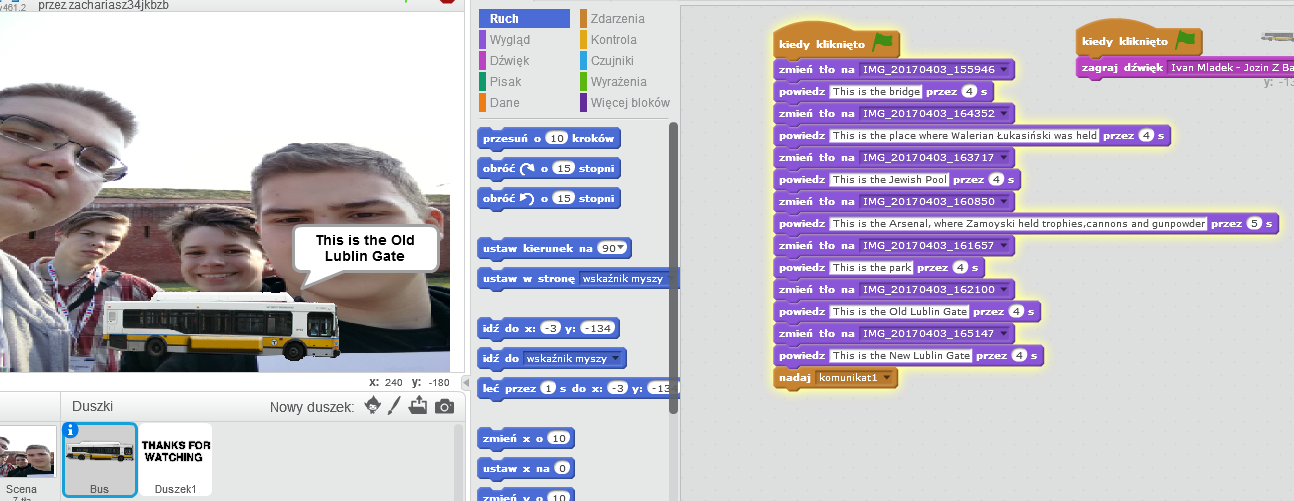 y461.2
przez zachariasz34jkbzb
This is the Old
Lublin Gate
x: 240 y: -180
Duszki
Nowy duszek:
Scena
7 tła
Bus
THANKS FOR
WATCHING
Duszek1
Ruch
Wygląd
Dźwięk
Pisak
Dane
Zdarzenia
Kontrola
Czujniki
Wyrażenia
Więcej bloków
przesuń o 10 kroków
obróć o 15 stopni
obróć o 15 stopni
ustaw kierunek na 90
ustaw w stronę wskaźnik myszy
idź do x: -3 y: -134
idź do wskaźnik myszy
leć przez 1 s do x: -3 y: -134
zmień x o 10
ustaw x na 0
zmień y o 10
kiedy kliknięto
zmień tło na IMG_20170403_155946
powiedz This is the bridge przez 4 s
zmień tło na IMG_20170403_164352
powiedz This is the place where Walerian Łukasiński was held przez 4 s
zmień tło na IMG_20170403_163717
powiedz This is the Jewish Pool przez 4 s
zmień tło na IMG_20170403_160850
powiedz This is the Arsenal, where Zamoyski held trophies,cannons and gunpowder przez 5 s
zmień tło na IMG_20170403_161657
powiedz This is the park przez 4 s
zmień tło na IMG_20170403_162100
powiedz This is the Old Lublin Gate przez 4 s
zmień tło na IMG_20170403_165147
powiedz This is the New Lublin Gate przez 4 s
nadaj komunikat1
kiedy kliknięto
zagraj dźwięk Ivan Mladek - Jozin Z Ba